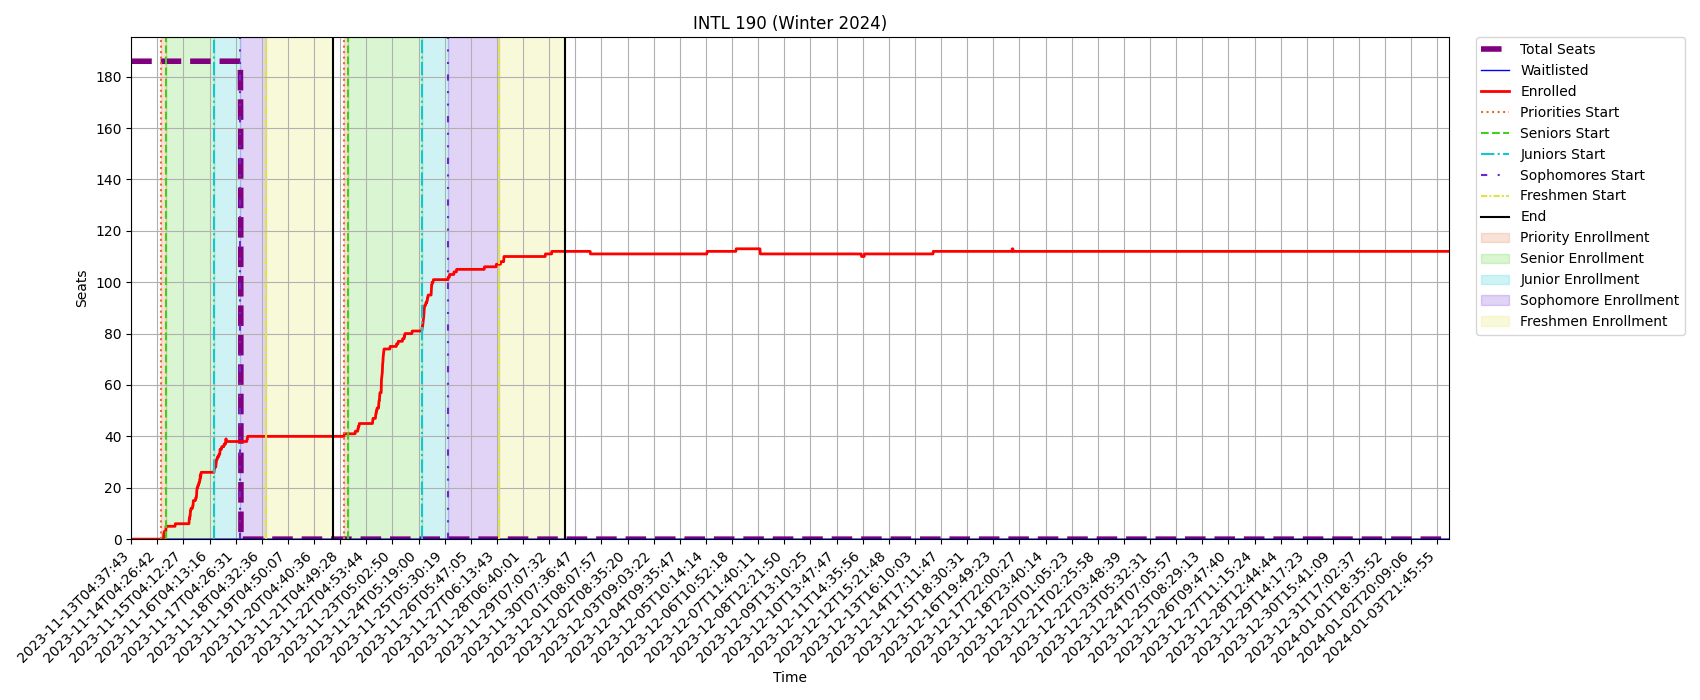 INTL 190 (Winter 2024)
180
160
140
120
100
80
60
40
20
0
Seats
2023-11-13T04:37:43
2023-11-14T04:26:42
2023-11-15T04:12:27
2023-11-16T04:13:16
2023-11-17T04:26:31
2023-11-18T04:32:36
2023-11-19T04:50:07
2023-11-20T04:40:36
2023-11-21T04:49:28
2023-11-22T04:53:44
2023-11-23T05:02:50
2023-11-24T05:19:00
2023-11-25T05:30:19
2023-11-26T05:47:05
2023-11-27T06:13:43
2023-11-28T06:40:01
2023-11-29T07:07:32
2023-11-30T07:36:47
2023-12-01T08:07:57
2023-12-02T08:35:20
2023-12-03T09:03:22
2023-12-04T09:35:47
2023-12-05T10:14:14
2023-12-06T10:52:18
2023-12-07T11:40:11
2023-12-08T12:21:50
2023-12-09T13:10:25
2023-12-10T13:47:47
2023-12-11T14:35:56
2023-12-12T15:21:48
2023-12-13T16:10:03
2023-12-14T17:11:47
2023-12-15T18:30:31
2023-12-16T19:49:23
2023-12-17T22:00:27
2023-12-18T23:40:14
2023-12-20T01:05:23
2023-12-21T02:25:58
2023-12-22T03:48:39
2023-12-23T05:32:31
2023-12-24T07:05:57
2023-12-25T08:29:13
2023-12-26T09:47:40
2023-12-27T11:15:24
2023-12-28T12:44:44
2023-12-29T14:17:23
2023-12-30T15:41:09
2023-12-31T17:02:37
2024-01-01T18:35:52
2024-01-02T20:09:06
2024-01-03T21:45:55
Time
Total Seats
Waitlisted
Enrolled
Priorities Start
Seniors Start
Juniors Start
Sophomores Start
Freshmen Start
End
Priority Enrollment
Senior Enrollment
Junior Enrollment
Sophomore Enrollment
Freshmen Enrollment